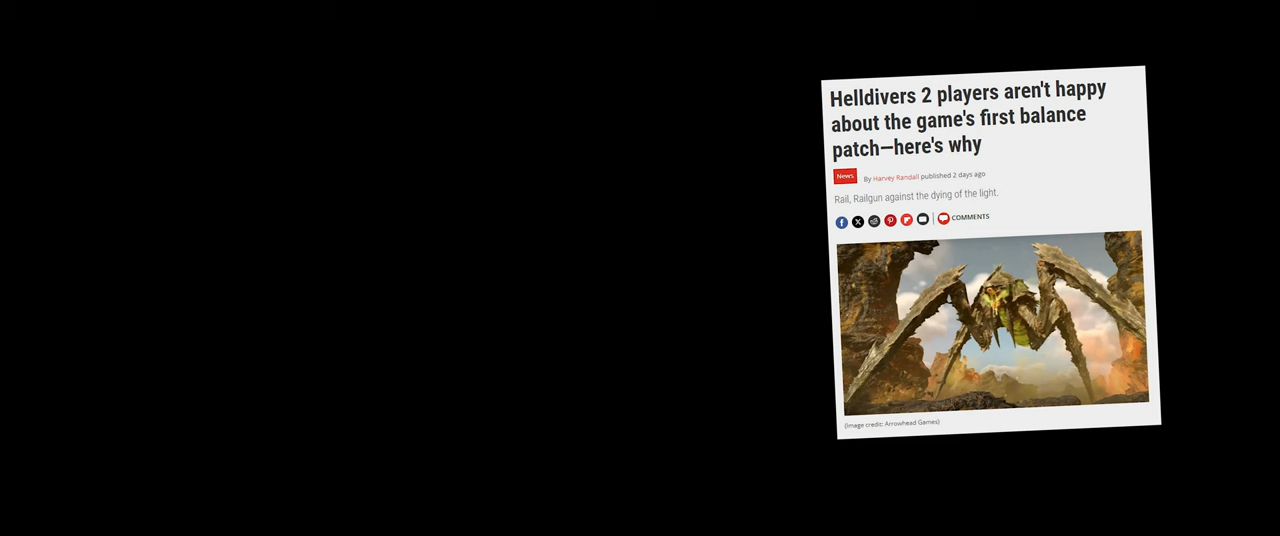 Helldivers 2 players aren't happy
about the game's first balance
patch—here's why
News
By Harvey Randall published 2 days ago
Rail, Railgun against the dying of the light.
COMMENTS
(Image credit: Arrowhead Games)